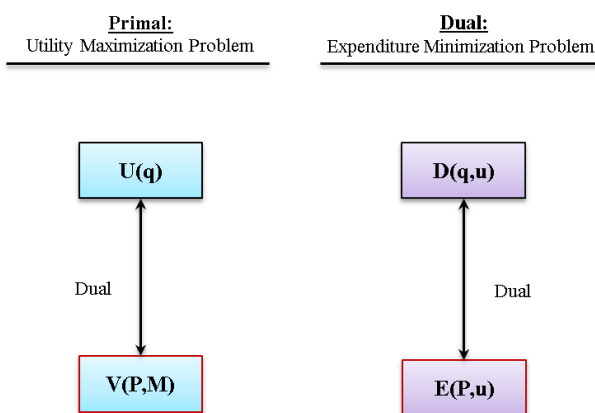 Primal:
Utility Maximization Problem
Dual:
Expenditure Minimization Problem
U(q)
D(q,u)
Dual
Dual
V(P,M)
E(P,u)